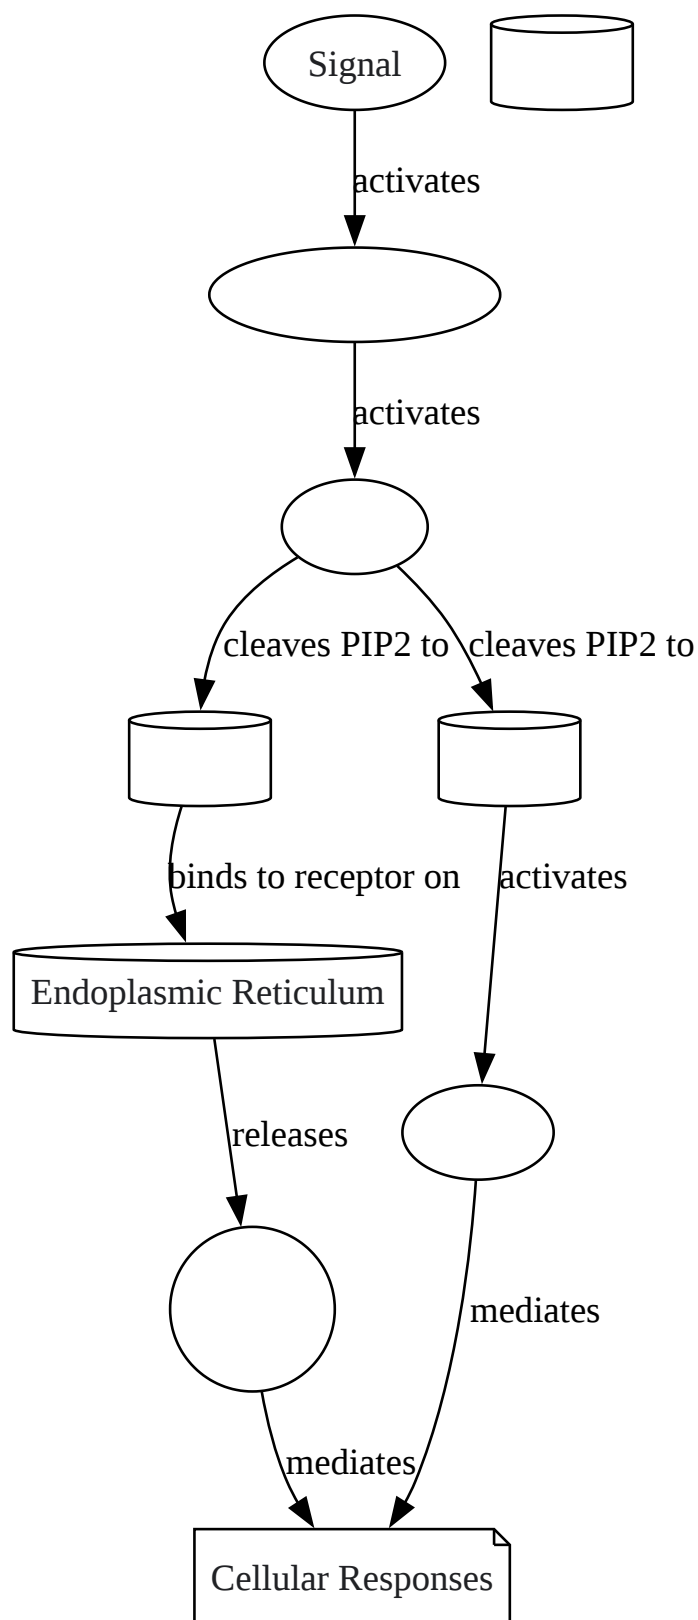 Signal
activates
activates
cleaves PIP2 to
cleaves PIP2 to
binds to receptor on
activates
Endoplasmic Reticulum
releases
mediates
mediates
Cellular Responses